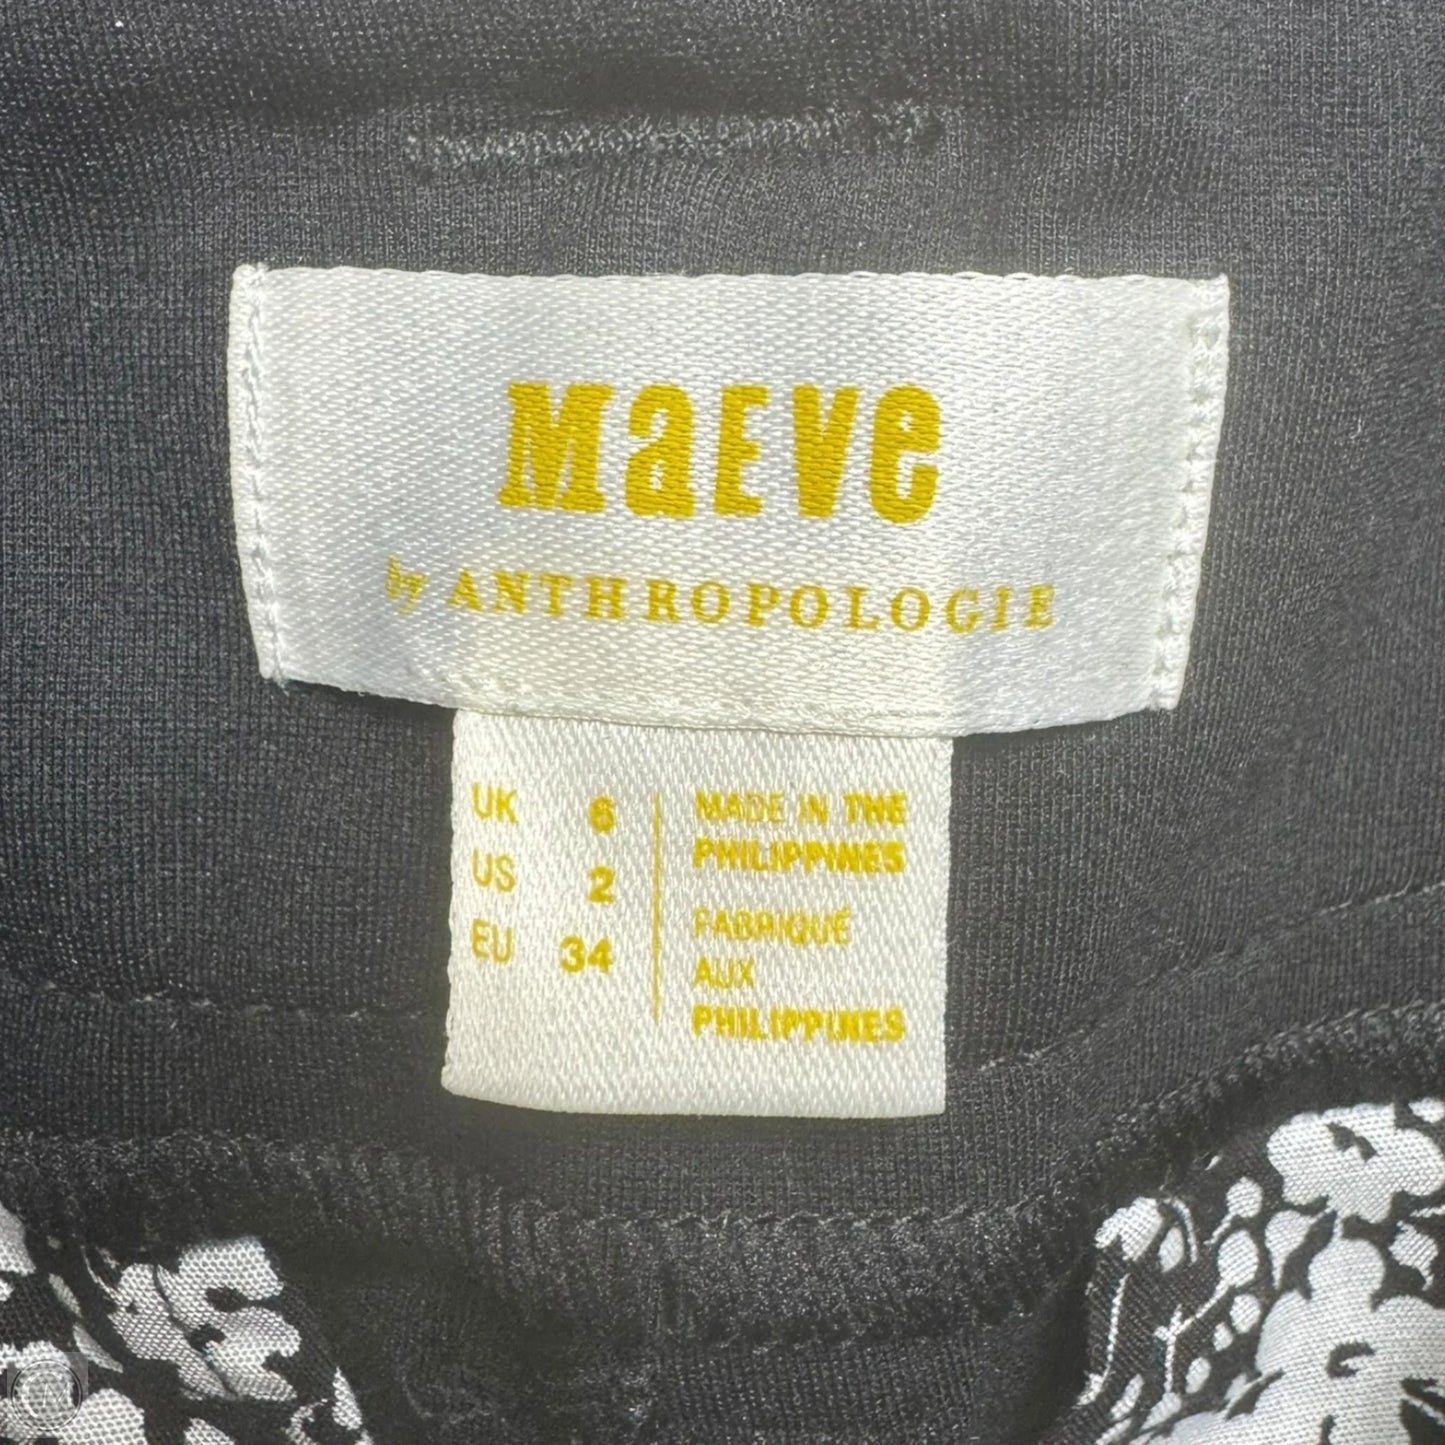 MaEVe
by ANTHROPOLOGIE
UK 6
US 2
EU 34
MADE IN THE
PHILIPPINES
FABRIQUÉ
AUX
PHILIPPINES